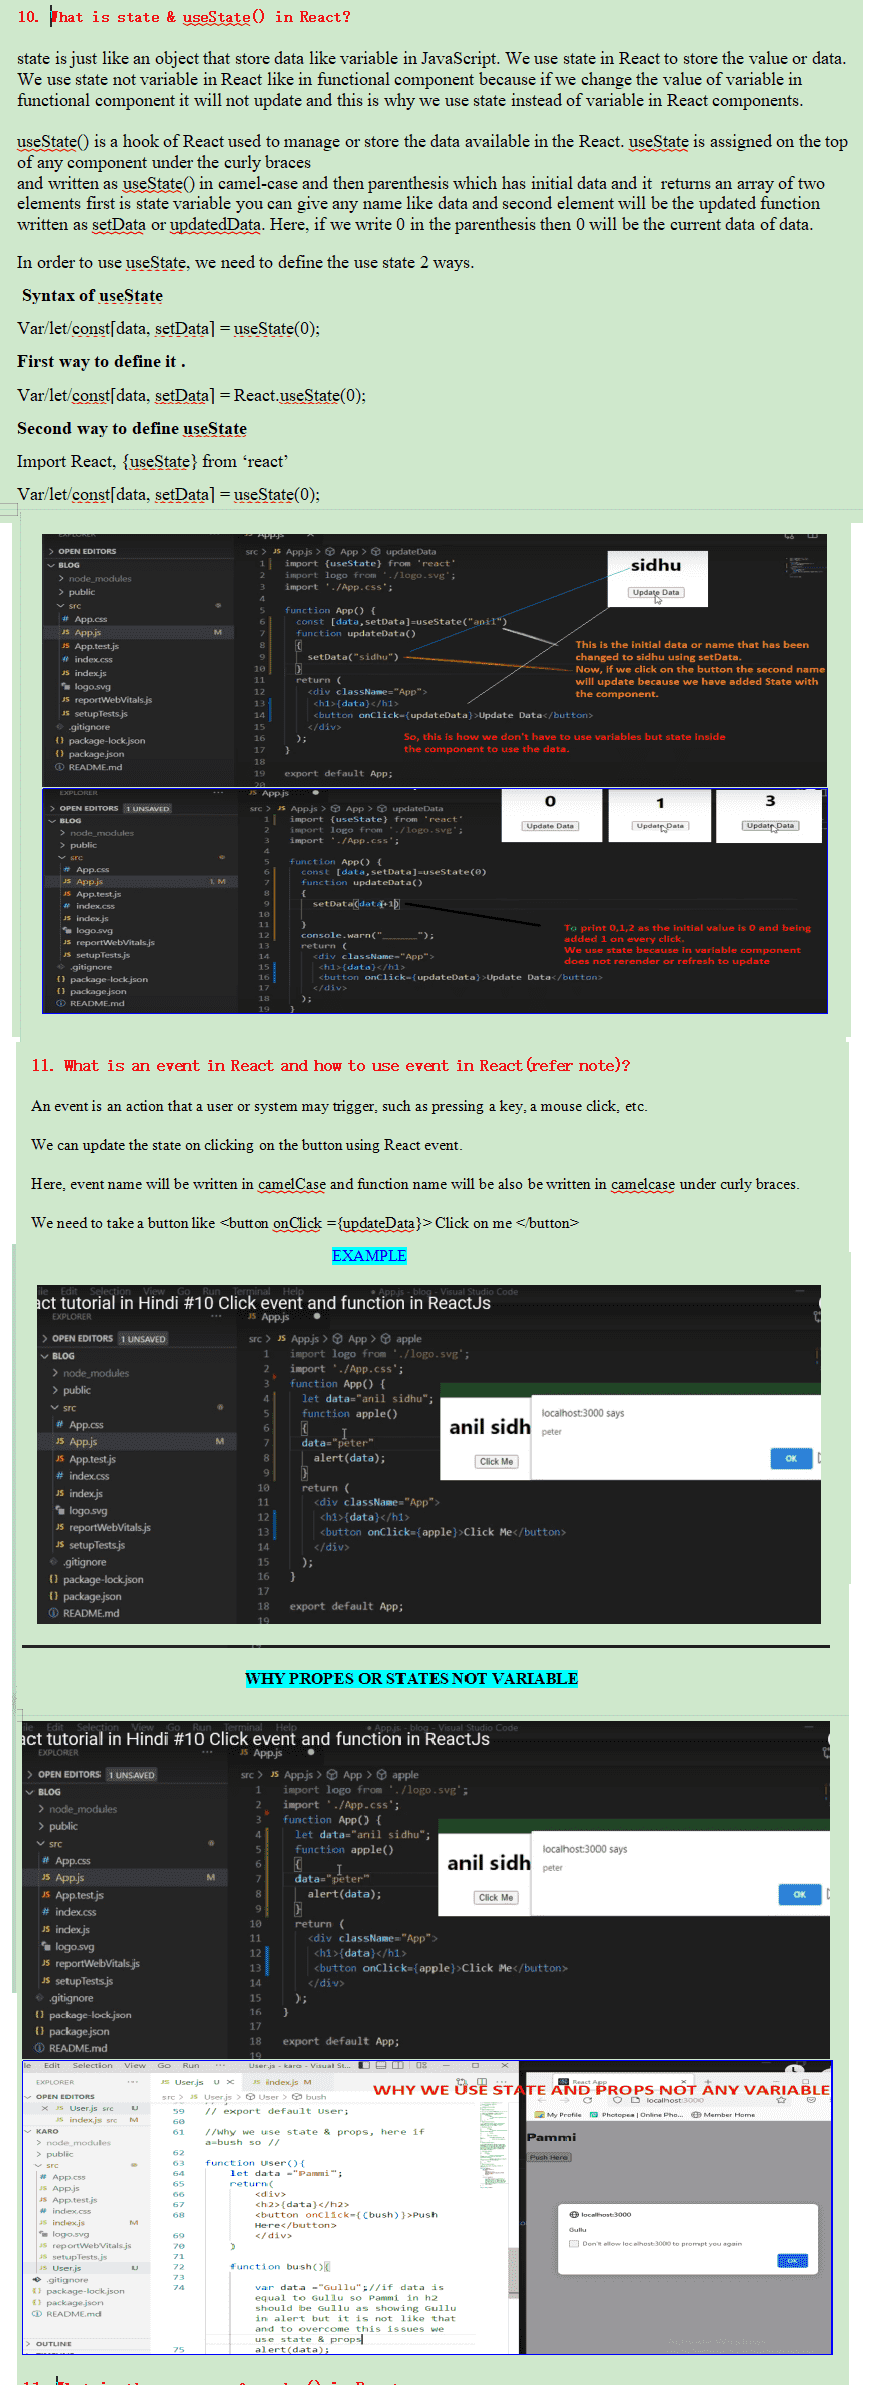 10. What is state & useState() in React?
state is just like an object that store data like variable in JavaScript. We use state in React to store the value or data.
We use state not variable in React like in functional component because if we change the value of variable in
functional component it will not update and this is why we use state instead of variable in React components.
useState() is a hook of React used to manage or store the data available in the React. useState is assigned on the top
of any component under the curly braces
and written as useState() in camel-case and then parenthesis which has initial data and it returns an array of two
elements first is state variable you can give any name like data and second element will be the updated function
written as setData or updatedData. Here, if we write 0 in the parenthesis then 0 will be the current data of data.
In order to use useState, we need to define the use state 2 ways.
Syntax of useState
Var/let/const[data, setData] = useState(0);
First way to define it .
Var/let/const[data, setData] = React.useState(0);
Second way to define useState
Import React, {useState} from ‘react’
Var/let/const[data, setData] = useState(0);
EXPLORER
App.js
OPEN EDITORS
BLOG
node_modules
public
src
# App.css
JS App.js M
JS App.test.js
# index.css
JS index.js
logo.svg
JS reportWebVitals.js
JS setupTests.js
.gitignore
{} package-lock.json
{} package.json
README.md
src > JS App.js > App > updateData
1 import {useState} from 'react'
2 import logo from './logo.svg';
3 import './App.css';
4
5 function App() {
6 const [data,setData]=useState("anil")
7 function updateData()
8 {
9 setData("sidhu")
10 }
11 return (
12 <div className="App">
13 <h1>{data}</h1>
14 <button onClick={updateData}>Update Data</button>
15 </div>
16 );
17 }
18
19 export default App;
20
sidhu
Update Data
This is the initial data or name that has been
changed to sidhu using setData.
Now, if we click on the button the second name
will update because we have added State with
the component.
So, this is how we don't have to use variables but state inside
the component to use the data.
EXPLORER
JS App.js
OPEN EDITORS 1 UNSAVED
BLOG
node_modules
public
src
# App.css
JS App.js 1, M
JS App.test.js
# index.css
JS index.js
logo.svg
JS reportWebVitals.js
JS setupTests.js
.gitignore
{} package-lock.json
{} package.json
README.md
src > JS App.js > App > updateData
1 import {useState} from 'react'
2 import logo from './logo.svg';
3 import './App.css';
4
5 function App() {
6 const [data,setData]=useState(0)
7 function updateData()
8 {
9 setData(data+1)
10
11 }
12 console.warn("______");
13 return (
14 <div className="App">
15 <h1>{data}</h1>
16 <button onClick={updateData}>Update Data</button>
17 </div>
18 );
19 }
0
Update Data
1
Update Data
3
Update Data
To print 0,1,2 as the initial value is 0 and being
added 1 on every click.
We use state because in variable component
does not rerender or refresh to update
11. What is an event in React and how to use event in React(refer note)?
An event is an action that a user or system may trigger, such as pressing a key, a mouse click, etc.
We can update the state on clicking on the button using React event.
Here, event name will be written in camelCase and function name will be also be written in camelcase under curly braces.
We need to take a button like <button onClick ={updateData}> Click on me </button>
EXAMPLE
File Edit Selection View Go Run Terminal Help
App.js - blog - Visual Studio Code
act tutorial in Hindi #10 Click event and function in ReactJs
EXPLORER
JS App.js
OPEN EDITORS 1 UNSAVED
BLOG
node_modules
public
src
# App.css
JS App.js M
JS App.test.js
# index.css
JS index.js
logo.svg
JS reportWebVitals.js
JS setupTests.js
.gitignore
{} package-lock.json
{} package.json
README.md
src > JS App.js > App > apple
1 import logo from './logo.svg';
2 import './App.css';
3 function App() {
4 let data="anil sidhu";
5 function apple()
6 {
7 data="peter"
8 alert(data);
9 }
10 return (
11 <div className="App">
12 <h1>{data}</h1>
13 <button onClick={apple}>Click Me</button>
14 </div>
15 );
16 }
17
18 export default App;
19
anil sidh
Click Me
localhost:3000 says
peter
OK
WHY PROPES OR STATES NOT VARIABLE
File Edit Selection View Go Run Terminal Help
App.js - blog - Visual Studio Code
act tutorial in Hindi #10 Click event and function in ReactJs
EXPLORER
JS App.js
OPEN EDITORS 1 UNSAVED
BLOG
node_modules
public
src
# App.css
JS App.js M
JS App.test.js
# index.css
JS index.js
logo.svg
JS reportWebVitals.js
JS setupTests.js
.gitignore
{} package-lock.json
{} package.json
README.md
src > JS App.js > App > apple
1 import logo from './logo.svg';
2 import './App.css';
3 function App() {
4 let data="anil sidhu";
5 function apple()
6 {
7 data="peter"
8 alert(data);
9 }
10 return (
11 <div className="App">
12 <h1>{data}</h1>
13 <button onClick={apple}>Click Me</button>
14 </div>
15 );
16 }
17
18 export default App;
19
anil sidh
Click Me
localhost:3000 says
peter
OK
Edit Selection View Go Run
User.js - karo - Visual St...
EXPLORER
JS User.js U X JS index.js M
WHY WE USE STATE AND PROPS NOT ANY VARIABLE
OPEN EDITORS
X JS User.js src U
JS index.js src M
KARO
node_modules
public
src
# App.css
JS App.js
JS App.test.js
# index.css
JS index.js M
logo.svg
JS reportWebVitals.js
JS setupTests.js
JS User.js U
.gitignore
{} package-lock.json
{} package.json
README.md
OUTLINE
src > JS User.js > User > bush
59 // export default User;
60
61 //Why we use state & props, here if
a=bush so //
62
63 function User(){
64 let data ="Pammi";
65 return(
66 <div>
67 <h2>{data}</h2>
68 <button onClick={(bush)}>Push
Here</button>
69 </div>
70 )
71
72 function bush(){
73
74 var data ="Gullu";//if data is
equal to Gullu so Pammi in h2
should be Gullu as showing Gullu
in alert but it is not like that
and to overcome this issues we
use state & props
75 alert(data);
React App
localhost:3000
My Profile Photopea | Online Pho... Member Home
Pammi
Push Here
localhost:3000
Gullu
Don't allow localhost:3000 to prompt you again
OK